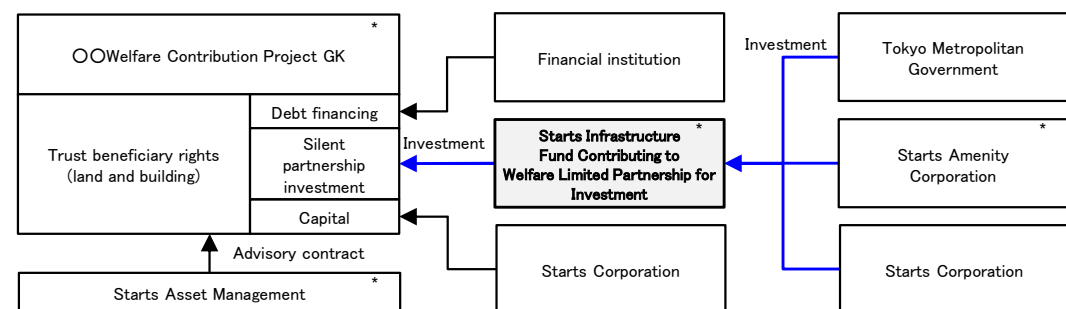 *
○○Welfare Contribution Project GK
Trust beneficiary rights
(land and building)
Debt financing
Silent
partnership
investment
Capital
Advisory contract
*
Starts Asset Management
Financial institution
Investment
*
Starts Infrastructure
Fund Contributing to
Welfare Limited Partnership for
Investment
Starts Corporation
Investment
Tokyo Metropolitan
Government
*
Starts Amenity
Corporation
Starts Corporation